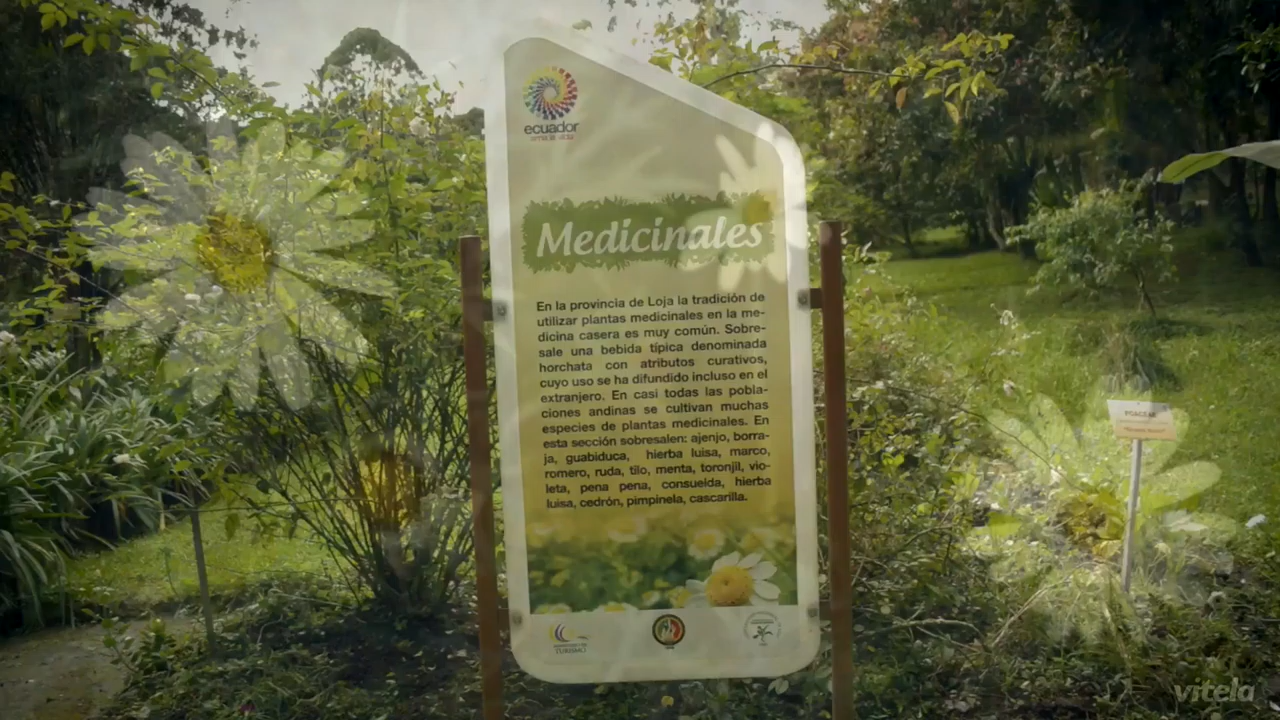 ecuador
ama la vida
Medicinales
En la provincia de Loja la tradición de
utilizar plantas medicinales en la me-
dicina casera es muy común. Sobre-
sale una bebida típica denominada
horchata con atributos curativos,
cuyo uso se ha difundido incluso en el
extranjero. En casi todas las pobla-
ciones andinas se cultivan muchas
especies de plantas medicinales. En
esta sección sobresalen: ajenjo, borra-
ja, guabiduca, hierba luisa, marco,
romero, ruda, tilo, menta, toronjil, vio-
leta, pena pena, consuelda, hierba
luisa, cedrón, pimpinela, cascarilla.
TURISMO
vitela